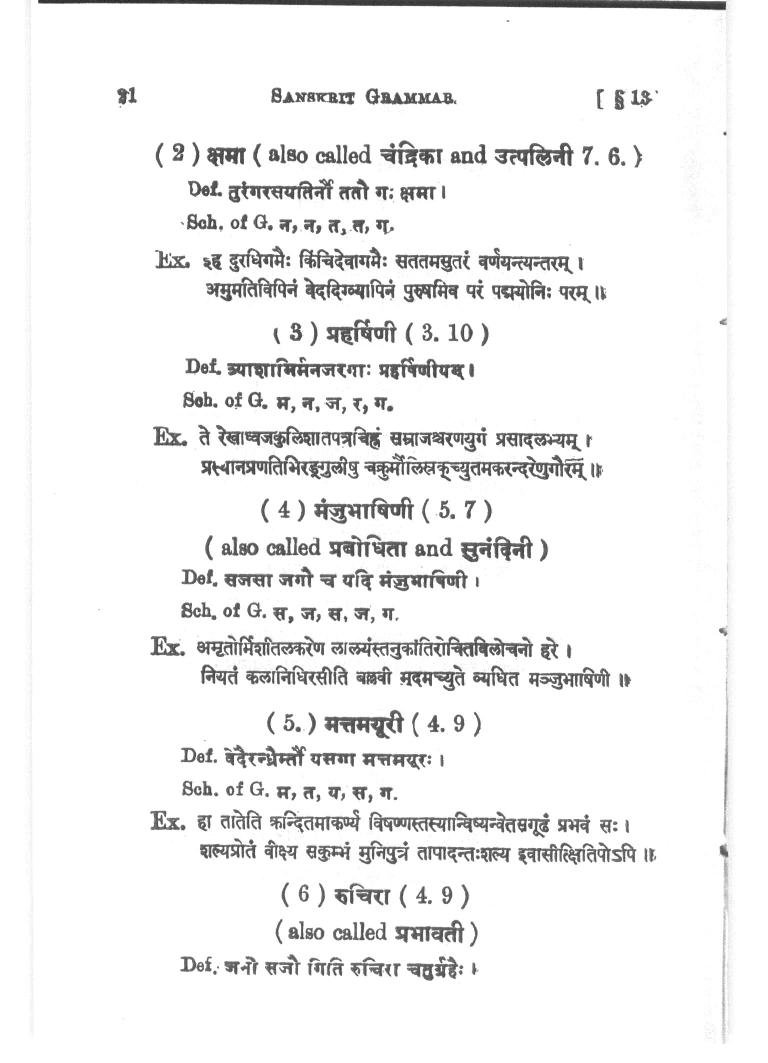 21 SANSKRIT GRAMMAR. [ § 13
( 2 ) क्षमा ( also called चंद्रिका and उत्पलिनी 7. 6. )
Def. तुरंगरसयतिर्नौ ततौ गः क्षमा ।
Sch. of G. न, न, त, त, ग.
Ex. इह दुरधिगमैः किंचिदेवागमैः सततमसुतरं वर्णयन्त्यन्तरम् ।
अमुमतिविपिनं वेददिग्व्यापिनं पुरुषमिव परं पद्मयोनिः परम् ॥
( 3 ) प्रहर्षिणी ( 3. 10 )
Def. त्र्याशाभिर्मनजरगाः प्रहर्षिणीयम् ।
Sch. of G. म, न, ज, र, ग.
Ex. ते रेखाध्वजकुलिशातपत्रचिह्नं सम्राजश्चरणयुगं प्रसादलभ्यम् ।
प्रस्थानप्रणतिभिरङ्गुलीषु चक्रुर्मौलिस्रक्च्युतमकरन्दरेणुगौरम् ॥
( 4 ) मंजुभाषिणी ( 5. 7 )
( also called प्रबोधिता and सुनंदिनी )
Def. सजसा जगौ च यदि मंजुभाषिणी ।
Sch. of G. स, ज, स, ज, ग.
Ex. अमृतोर्मिशीतलकरेण लालयंस्तनुकांतिरोचितविलोचनो हरे ।
नियतं कलानिधिरसीति बल्लवी मुदमच्युते व्यधित मञ्जुभाषिणी ॥
( 5. ) मत्तमयूरी ( 4. 9 )
Def. वेदैरन्ध्रैर्म्तौ यसगा मत्तमयूरः ।
Sch. of G. म, त, य, स, ग.
Ex. हा तातेति क्रन्दितमाकर्ण्य विषण्णस्तस्यान्विष्यन्वेतसगूढं प्रभवं सः ।
शल्यप्रोतं वीक्ष्य सकुम्भं मुनिपुत्रं तापादन्तःशल्य इवासीत्क्षितिपोऽपि ॥
( 6 ) रुचिरा ( 4. 9 )
( also called प्रभावती )
Def. जभो सजौ गिति रुचिरा चतुर्ग्रहैः ।